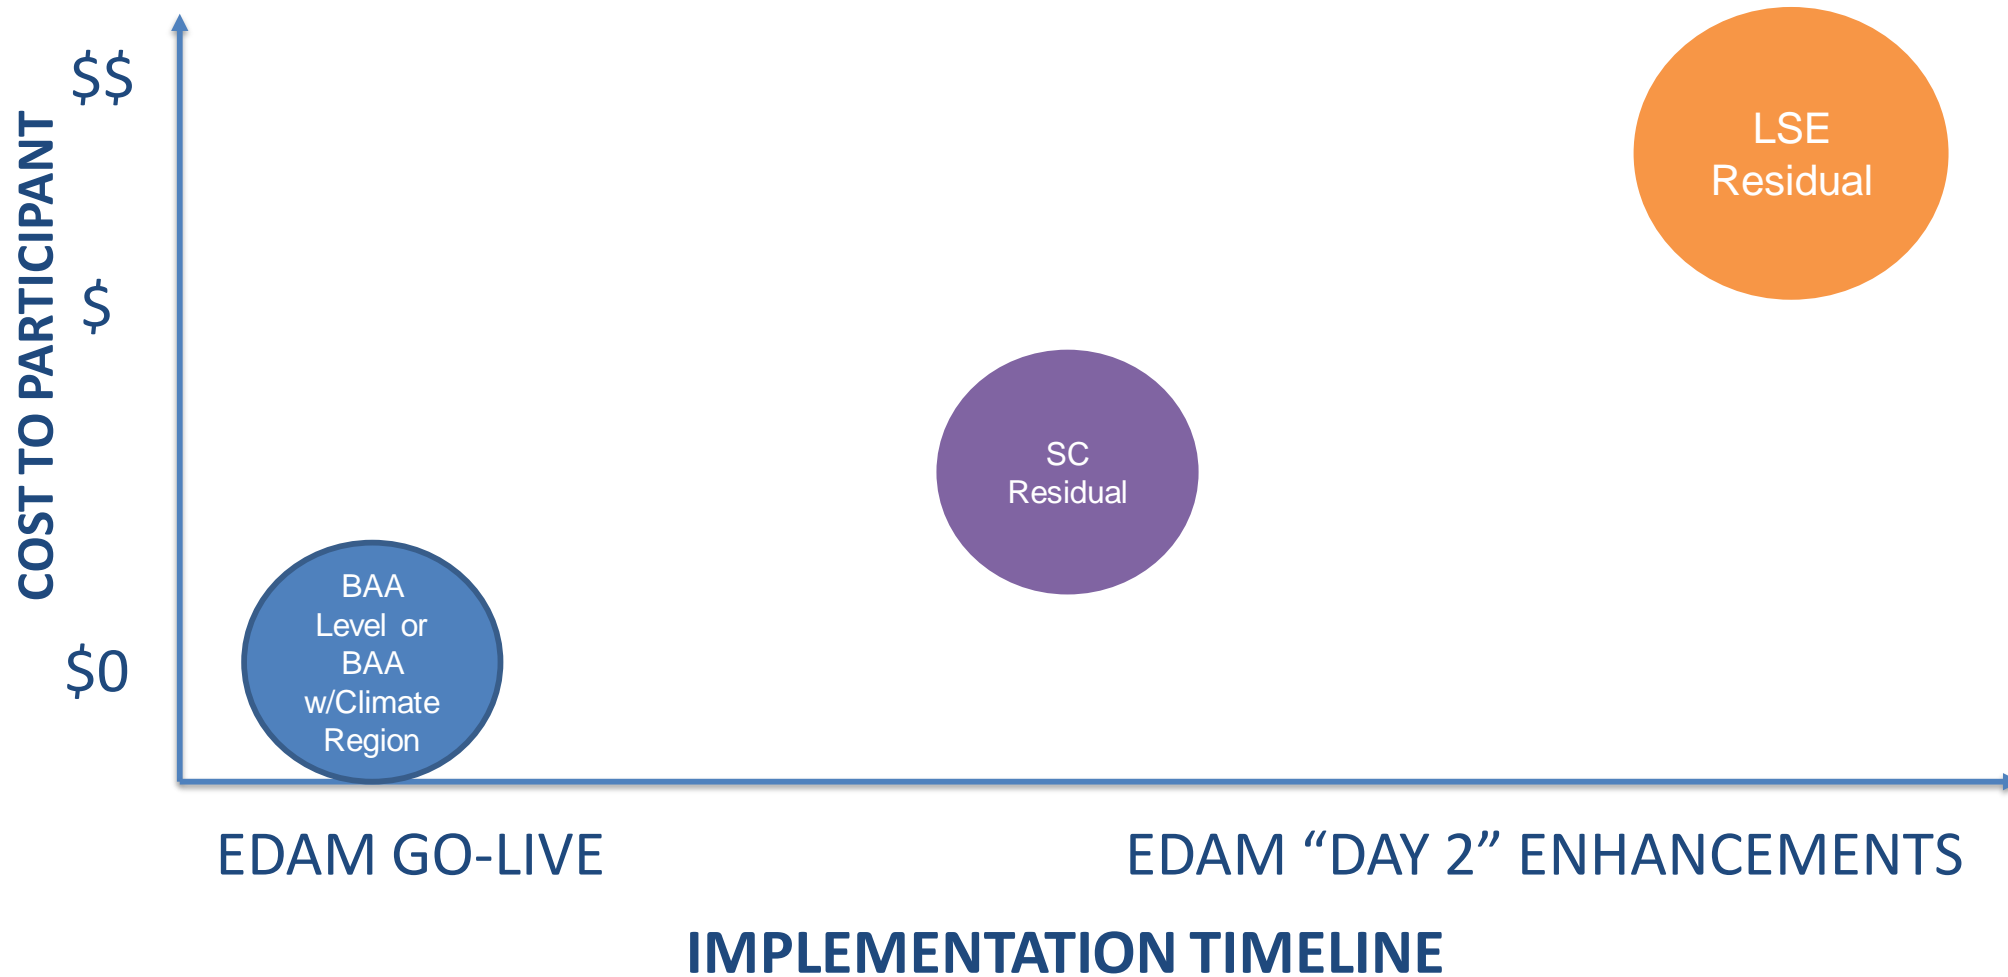 $$
$
$0
COST TO PARTICIPANT
LSE
Residual
SC
Residual
BAA
Level or
BAA
w/Climate
Region
EDAM GO-LIVE
EDAM “DAY 2” ENHANCEMENTS
IMPLEMENTATION TIMELINE